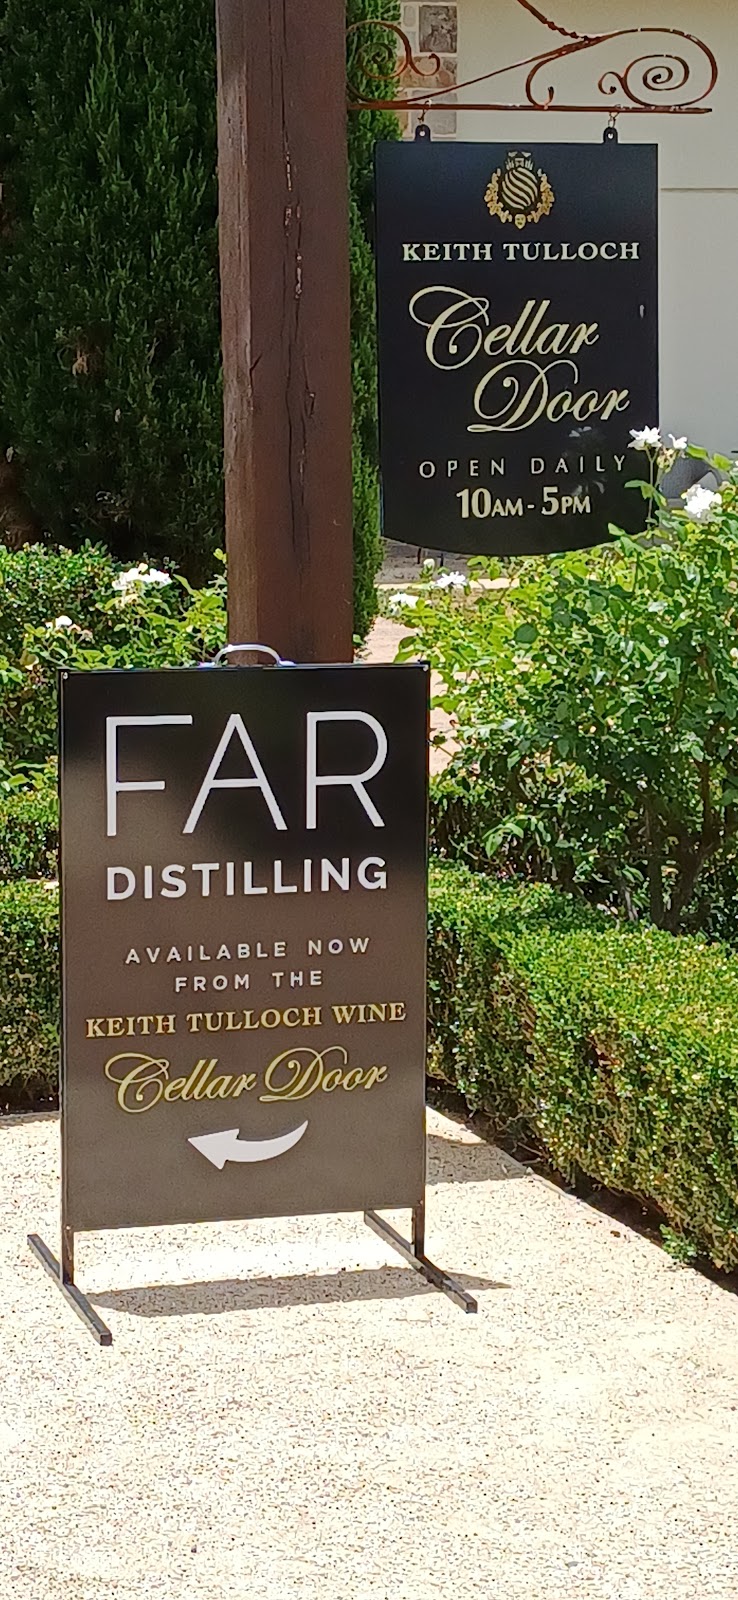 KEITH TULLOCH
Cellar
Door
OPEN DAILY
10AM - 5PM
FAR
DISTILLING
AVAILABLE NOW
FROM THE
KEITH TULLOCH WINE
Cellar Door